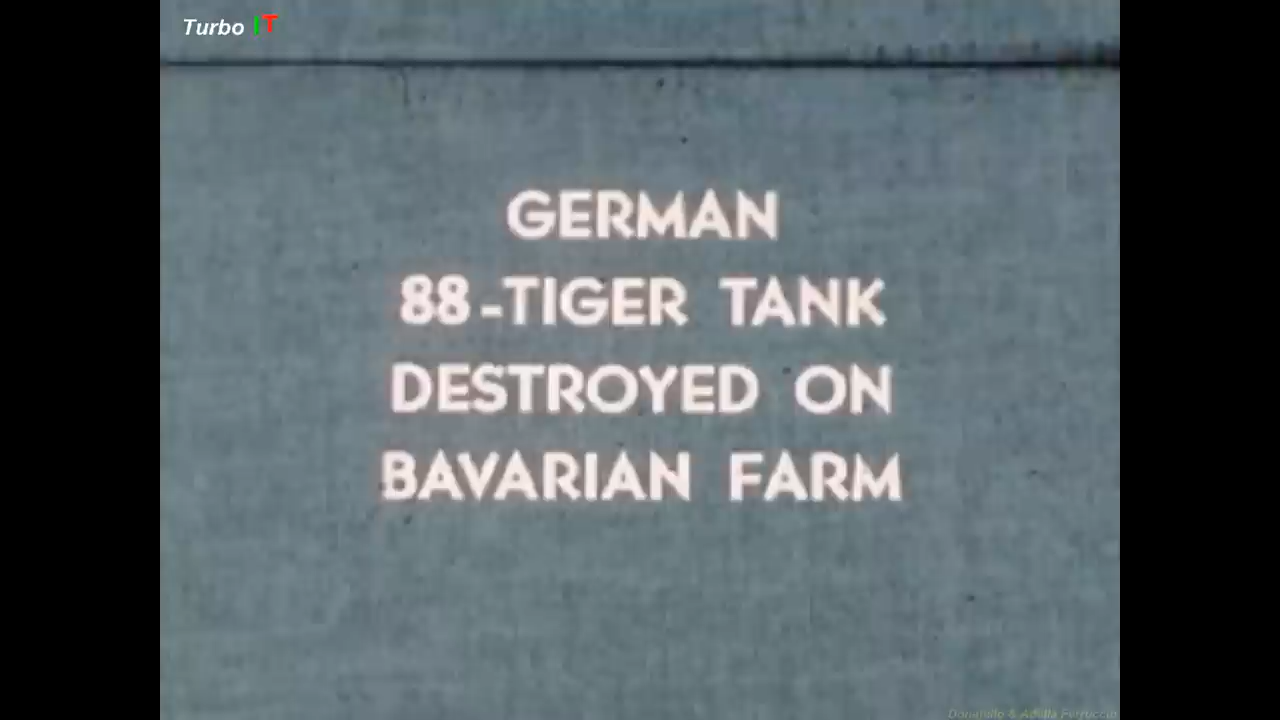 Turbo IT
GERMAN
88-TIGER TANK
DESTROYED ON
BAVARIAN FARM